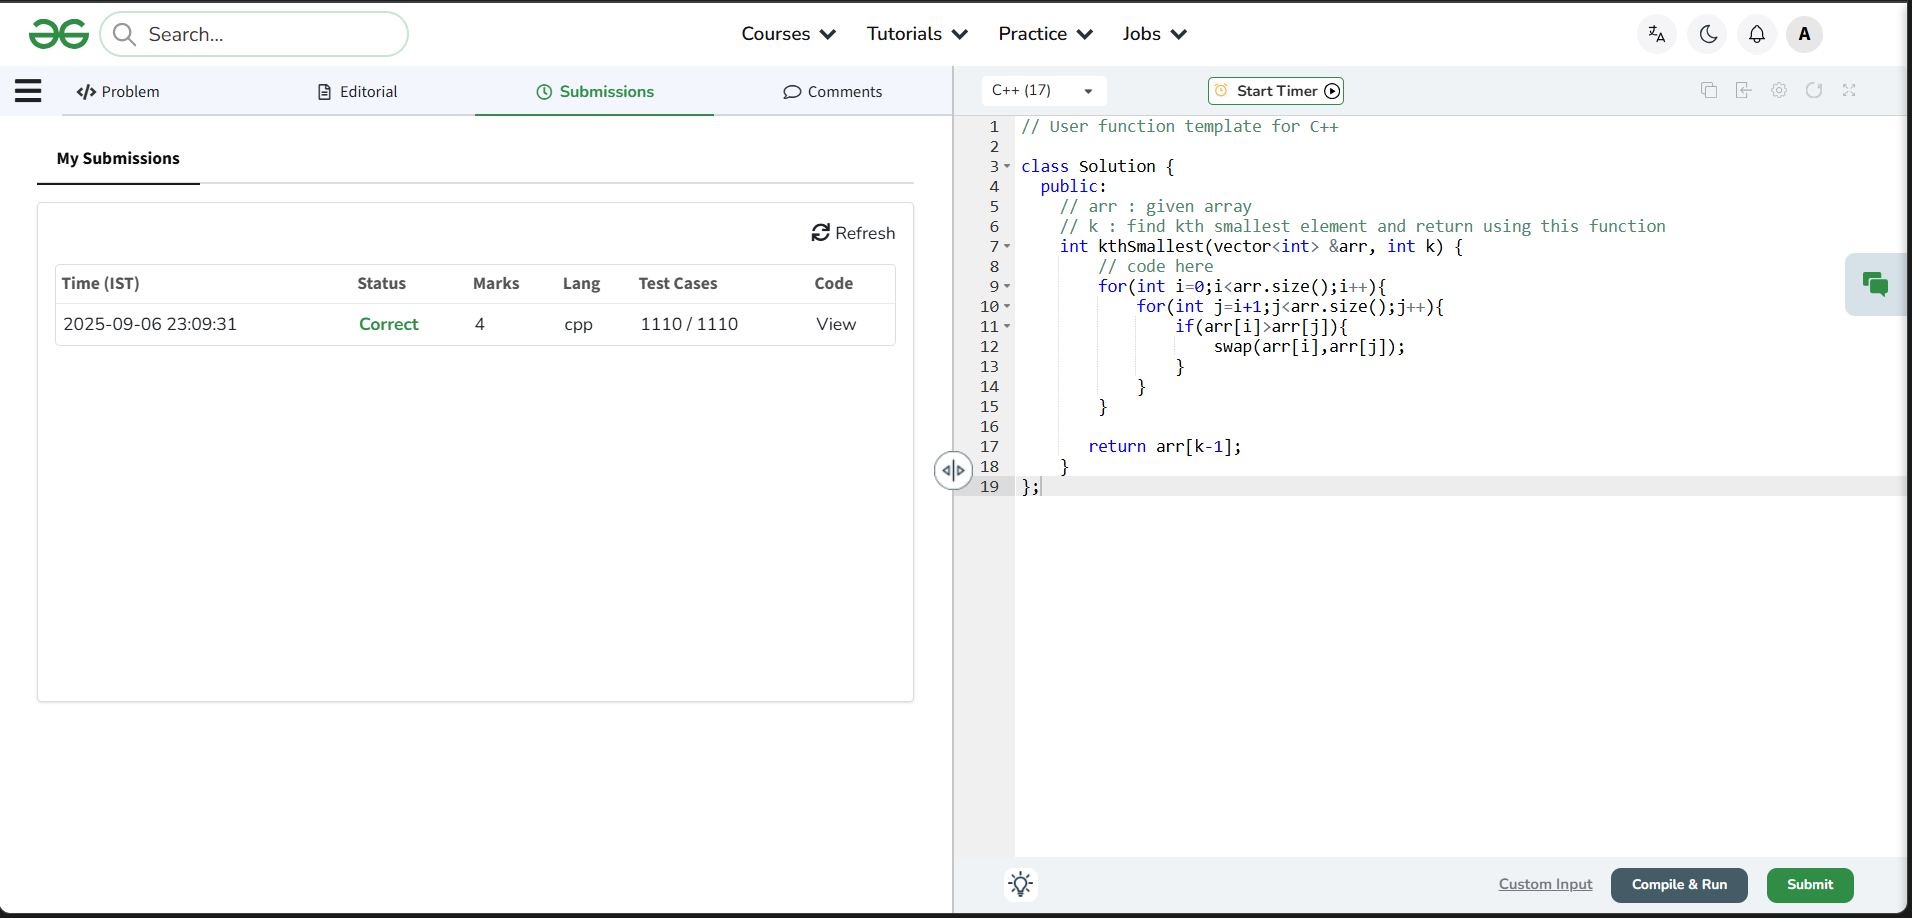 Search...
Courses Tutorials Practice Jobs
A
Problem Editorial Submissions Comments
C++ (17) Start Timer
My Submissions
Refresh
Time (IST) Status Marks Lang Test Cases Code
2025-09-06 23:09:31 Correct 4 cpp 1110 / 1110 View
1 // User function template for C++
2
3 class Solution {
4   public:
5     // arr : given array
6     // k : find kth smallest element and return using this function
7     int kthSmallest(vector<int> &arr, int k) {
8         // code here
9         for(int i=0;i<arr.size();i++){
10             for(int j=i+1;j<arr.size();j++){
11                 if(arr[i]>arr[j]){
12                     swap(arr[i],arr[j]);
13                 }
14             }
15         }
16
17        return arr[k-1];
18     }
19 };
Custom Input Compile & Run Submit